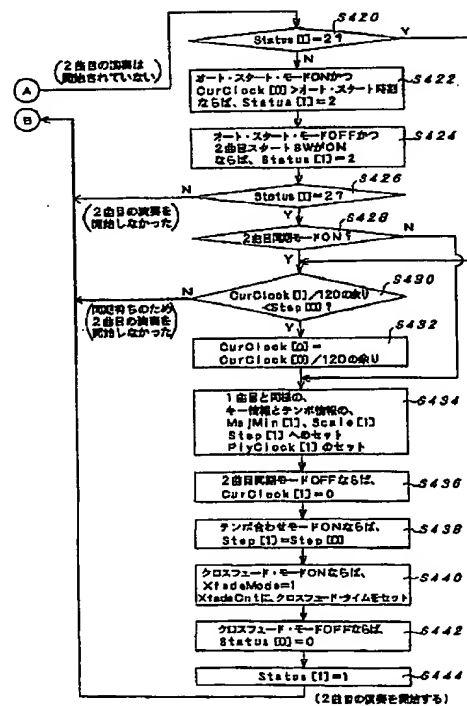 S420
Status [1]=2?
Y
N
(2曲目の演奏は
開始されていない)
A
B
S422
オート・スタート・モードONかつ
CurClock [0]>オート・スタート時刻
ならば、Status [1]=2
S424
オート・スタート・モードOFFかつ
2曲目スタートSWがON
ならば、Status [1]=2
S426
Status [1]=2?
N
Y
(2曲目の演奏を
開始しなかった)
S428
2曲目同期モードON?
N
Y
S430
CurClock [0]/120の余り
<Step [0]?
N
Y
(同期待ちのため
2曲目の演奏を
開始しなかった)
S432
CurClock [0]/120の余り
S434
1曲目と同様の、
キー情報とテンポ情報の、
Ma/Min [1]、Scale [1]
Step [1] へのセット
PlyClock [1] のセット
S436
2曲目同期モードOFFならば、
CurClock [1]=0
S438
テンポ合わせモードONならば、
Step [1]=Step [0]
S440
クロスフェード・モードONならば、
XfadeMode=1
XfadeCntに、クロスフェード・タイムをセット
S442
クロスフェード・モードOFFならば、
Status [0]=0
S444
Status [1]=1
(2曲目の演奏を開始する)